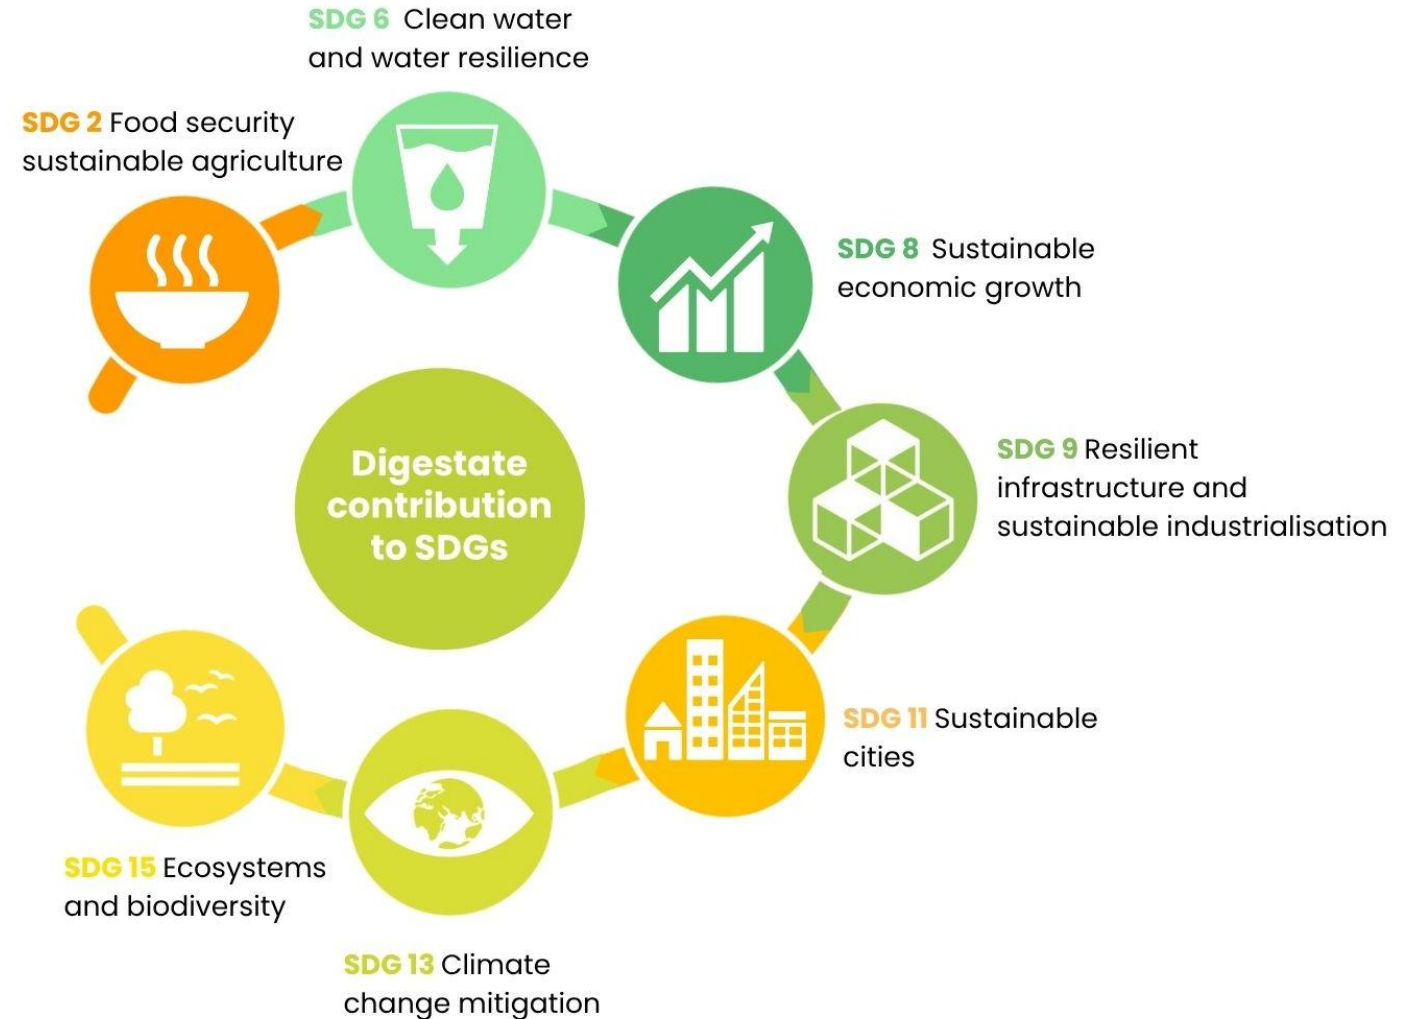 SDG 6 Clean water
and water resilience
SDG 2 Food security
sustainable agriculture
SDG 8 Sustainable
economic growth
SDG 9 Resilient
infrastructure and
sustainable industrialisation
Digestate
contribution
to SDGs
SDG 11 Sustainable
cities
SDG 15 Ecosystems
and biodiversity
SDG 13 Climate
change mitigation